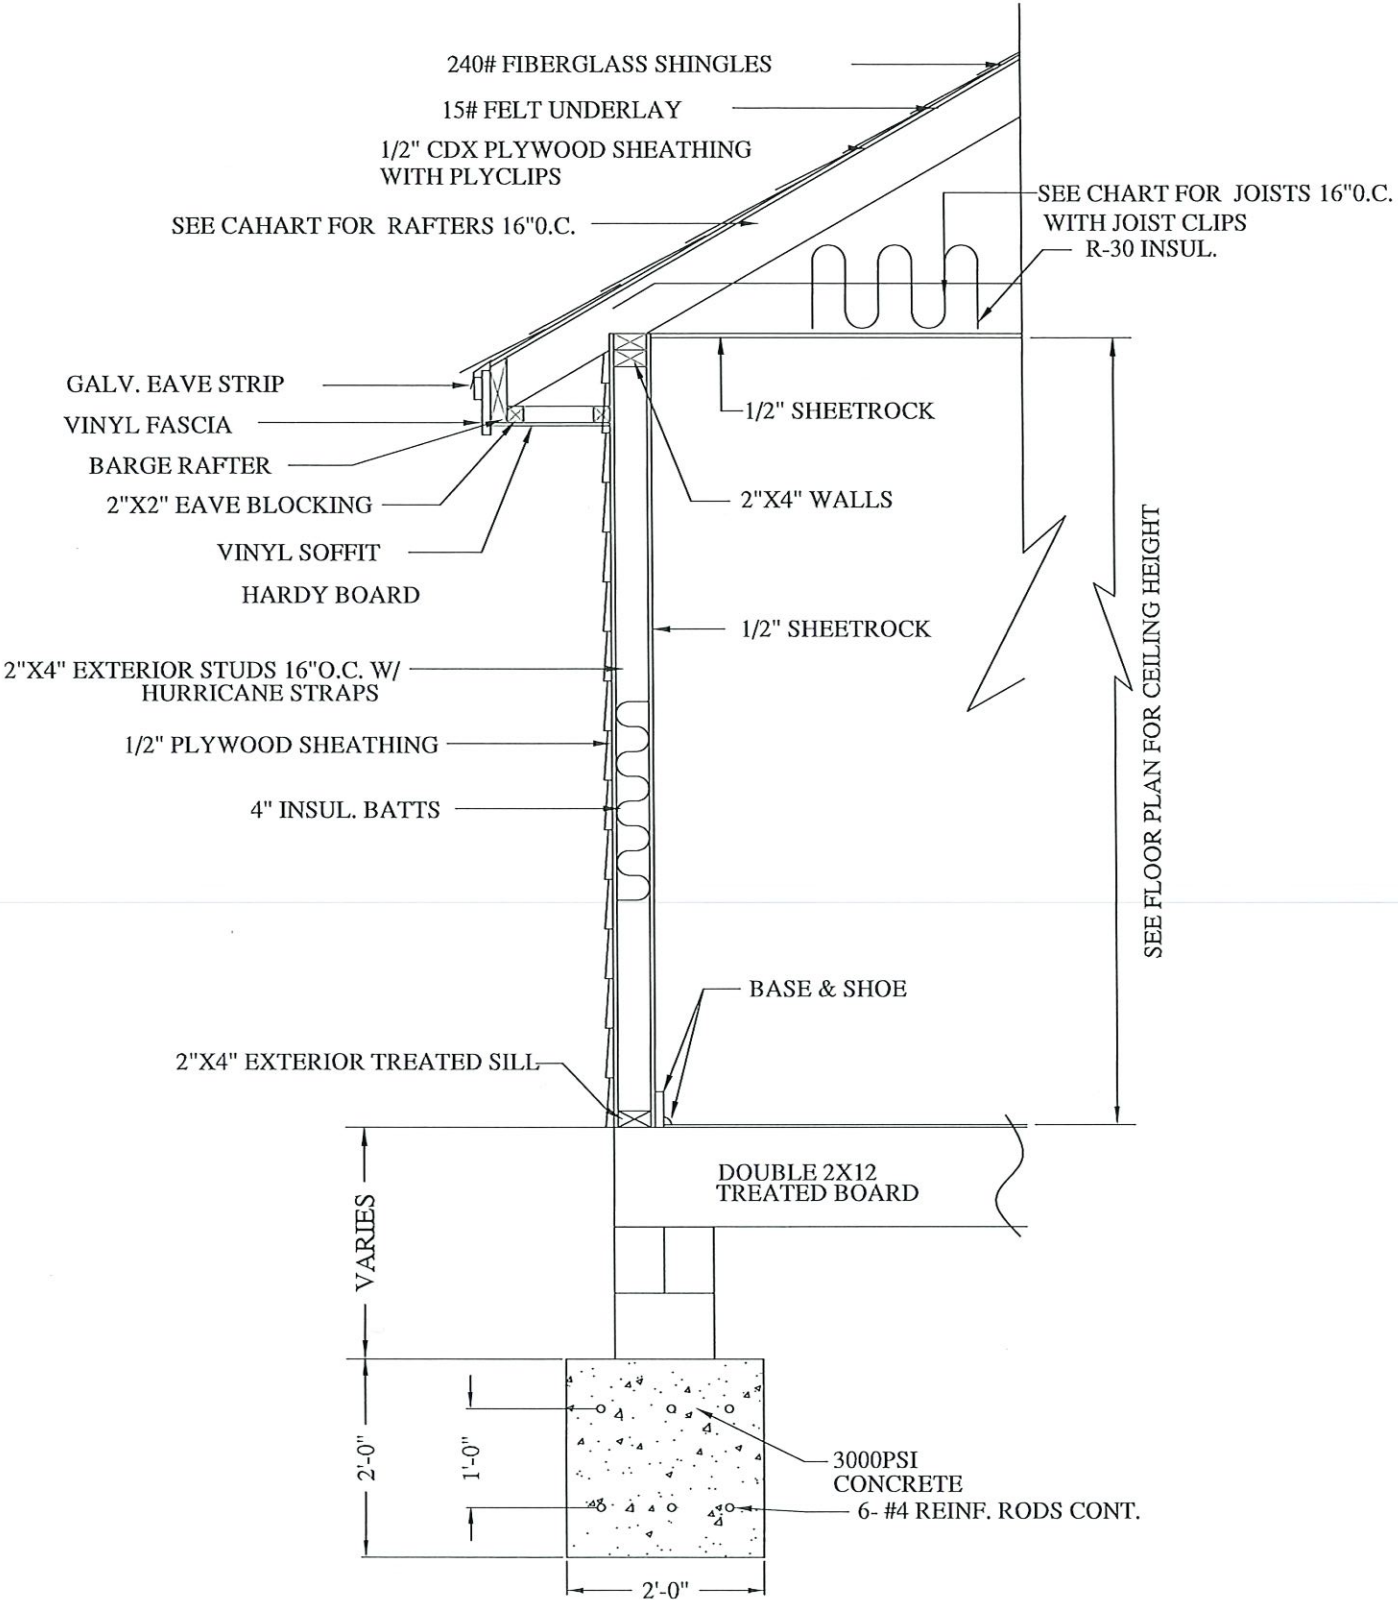 240# FIBERGLASS SHINGLES
15# FELT UNDERLAY
1/2" CDX PLYWOOD SHEATHING
WITH PLYCLIPS
SEE CAHART FOR RAFTERS 16"0.C.
SEE CHART FOR JOISTS 16"0.C.
WITH JOIST CLIPS
R-30 INSUL.
GALV. EAVE STRIP
VINYL FASCIA
BARGE RAFTER
2"X2" EAVE BLOCKING
VINYL SOFFIT
HARDY BOARD
1/2" SHEETROCK
2"X4" WALLS
1/2" SHEETROCK
2"X4" EXTERIOR STUDS 16"O.C. W/
HURRICANE STRAPS
1/2" PLYWOOD SHEATHING
4" INSUL. BATTS
SEE FLOOR PLAN FOR CEILING HEIGHT
BASE & SHOE
2"X4" EXTERIOR TREATED SILL
DOUBLE 2X12
TREATED BOARD
VARIES
2'-0"
1'-0"
3000PSI
CONCRETE
6- #4 REINF. RODS CONT.
2'-0"